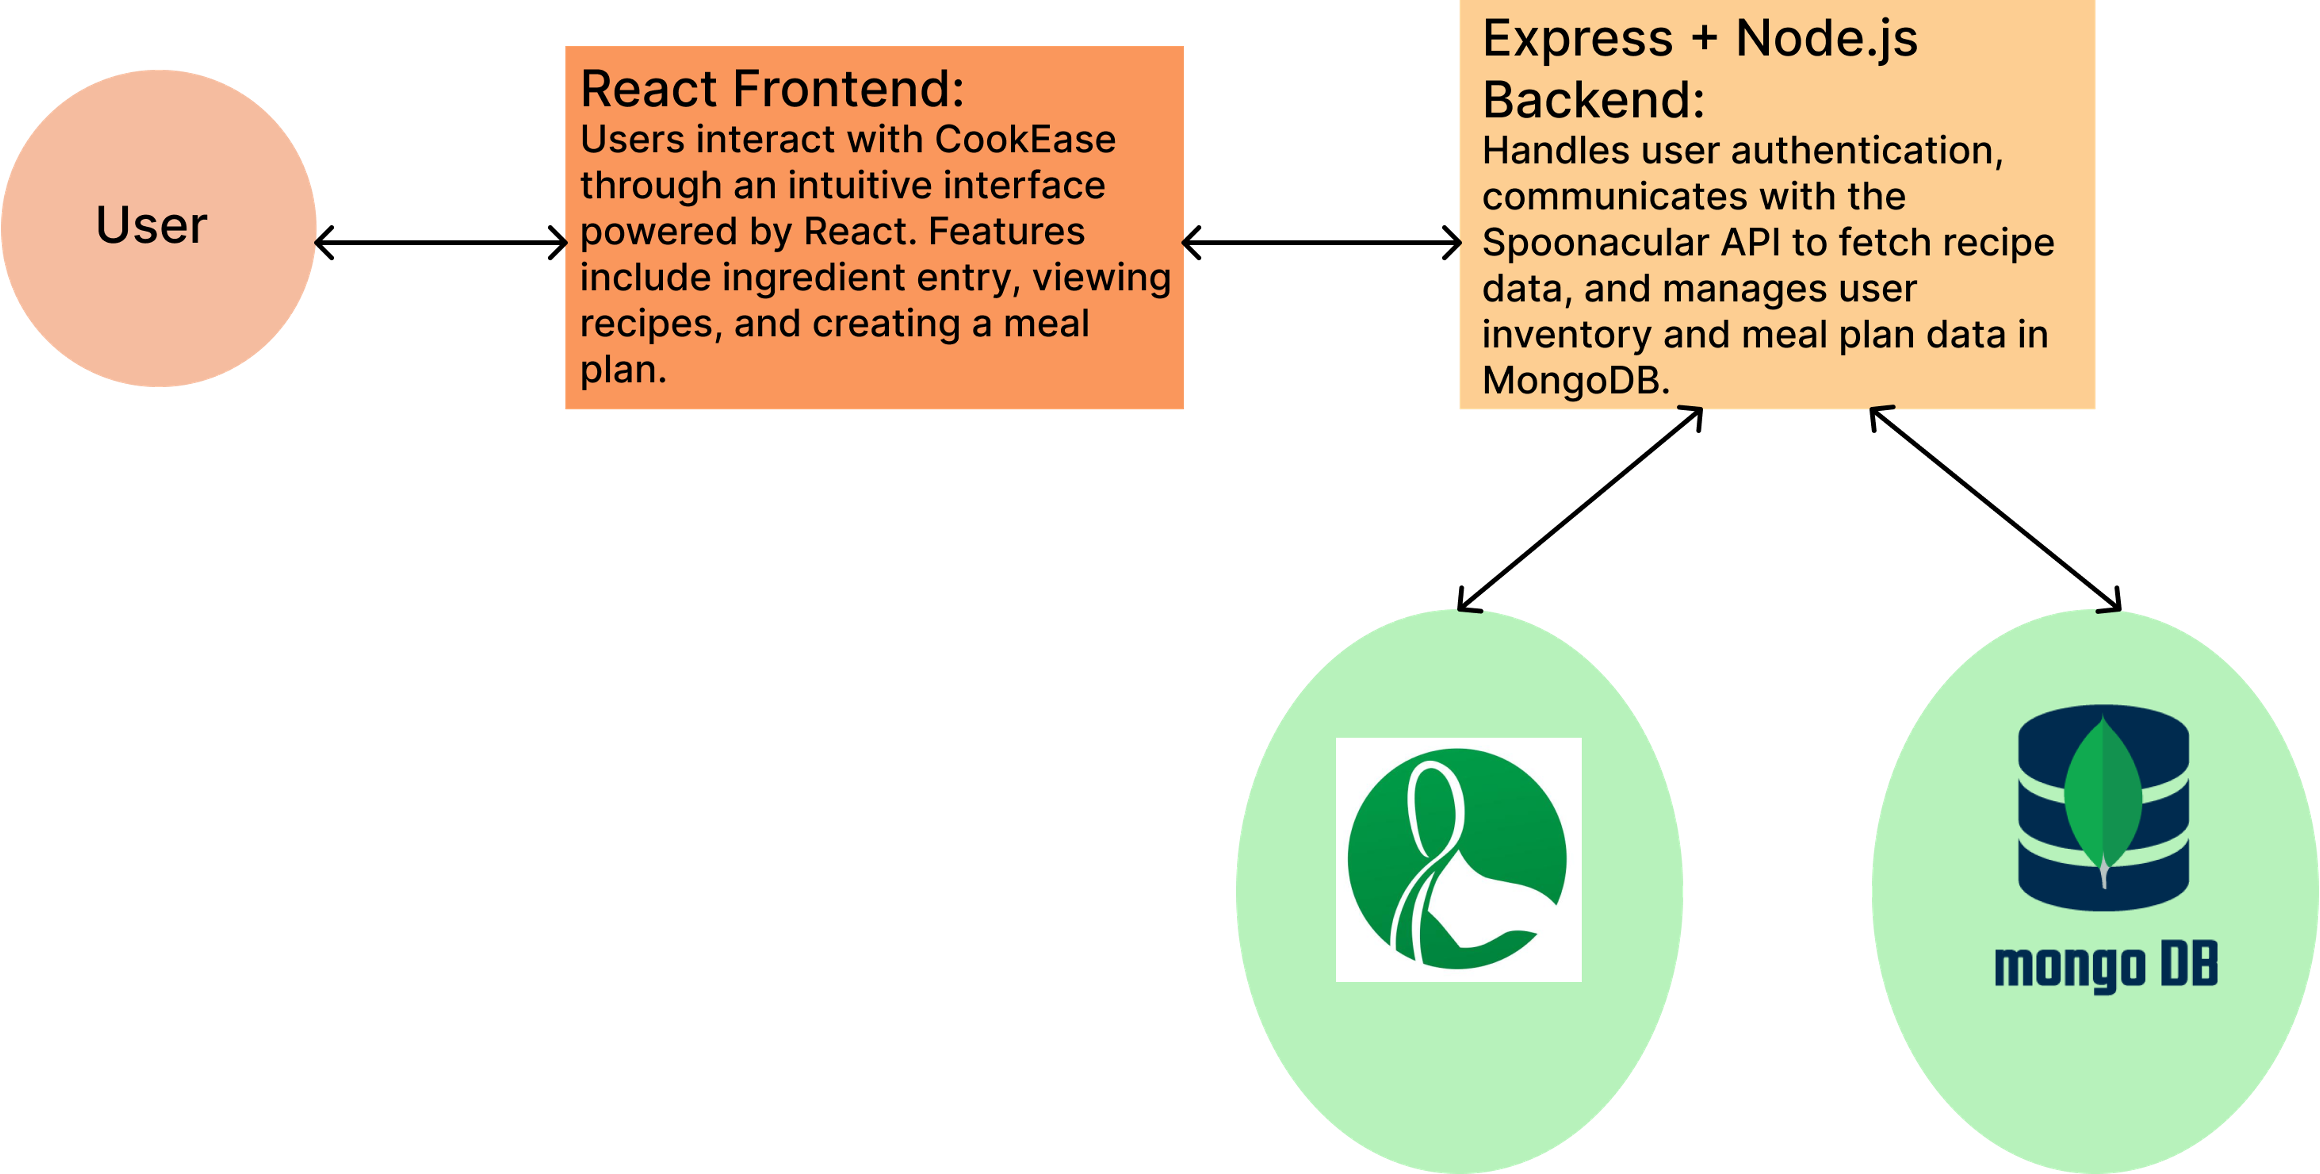 User
React Frontend:
Users interact with CookEase
through an intuitive interface
powered by React. Features
include ingredient entry, viewing
recipes, and creating a meal
plan.
Express + Node.js
Backend:
Handles user authentication,
communicates with the
Spoonacular API to fetch recipe
data, and manages user
inventory and meal plan data in
MongoDB.
mongo DB